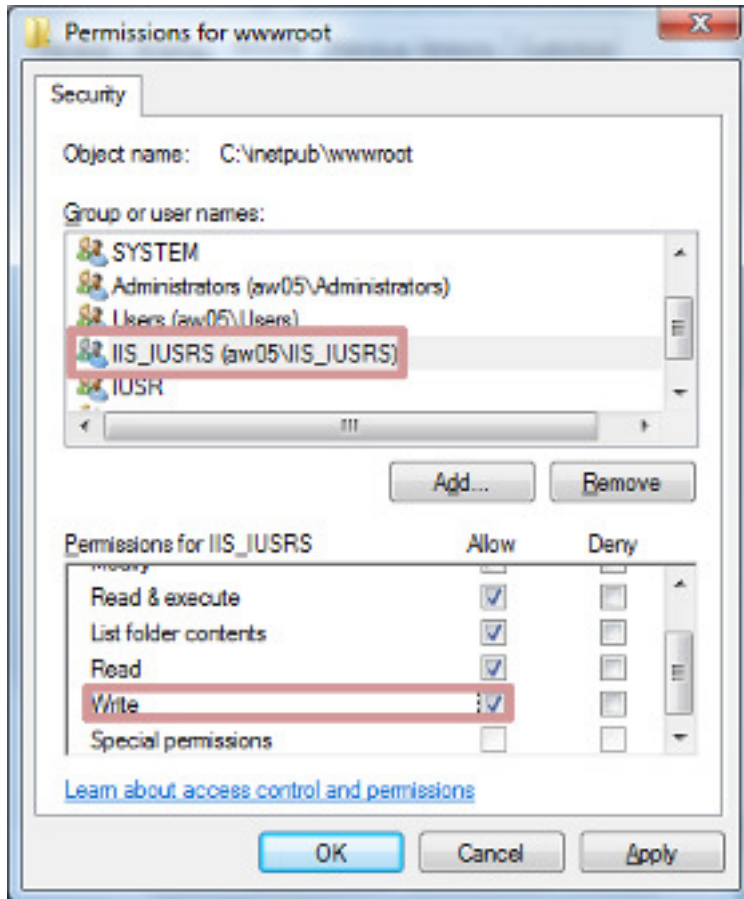 Permissions for wwwroot
Security
Object name: C:\inetpub\wwwroot
Group or user names:
SYSTEM
Administrators (aw05\Administrators)
Users (aw05\Users)
IIS_IUSRS (aw05\IIS_IUSRS)
IUSR
Add... Remove
Permissions for IIS_IUSRS Allow Deny
Modify
Read & execute
List folder contents
Read
Write
Special permissions
Learn about access control and permissions
OK Cancel Apply